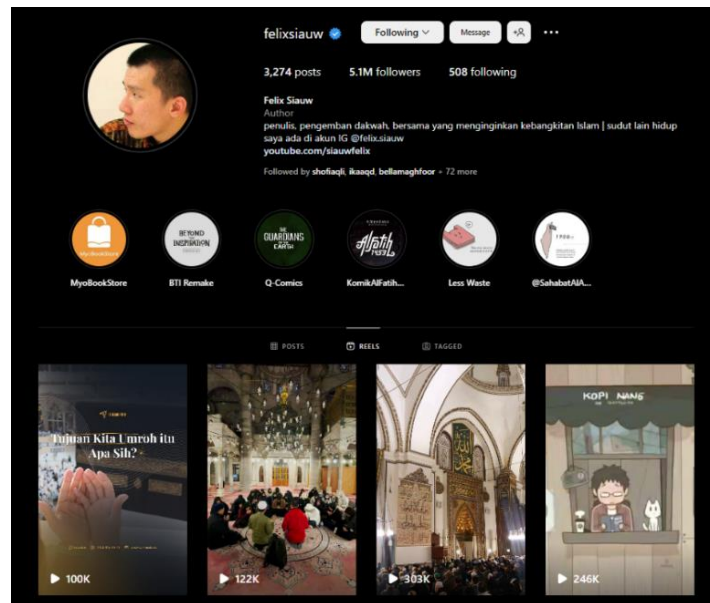 felixsiauw
Following
Message
3,274 posts 5.1M followers 508 following
Felix Siauw
Author
penulis, pengemban dakwah, bersama yang menginginkan kebangkitan Islam | sudut lain hidup
saya ada di akun IG @felix.siauw
youtube.com/siauwfelix
Followed by shofiaqli, ikaaqd, bellamaghfoor + 72 more
MyoBookStore
BEYOND
THE
INSPIRATION
THE
GUARDIANS
OF THE
EARTH
Alfatih
1453
MyoBookStore BTI Remake Q-Comics KomikAlFatih... Less Waste @SahabatAlA...
POSTS REELS TAGGED
Tujuan Kita Umroh itu
Apa Sih?
KOPI NANG
100K 122K 303K 246K